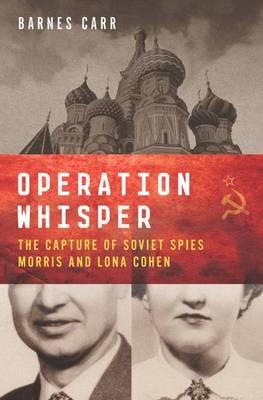 BARNES CARR
OPERATION
WHISPER
THE CAPTURE OF SOVIET SPIES
MORRIS AND LONA COHEN